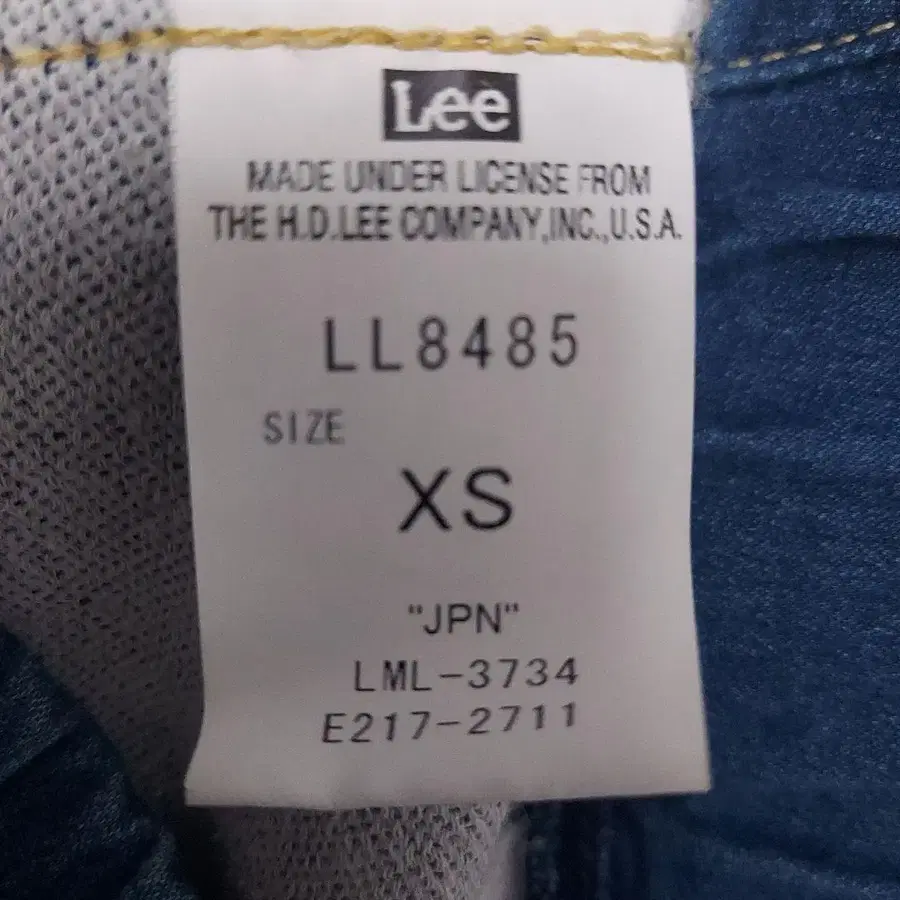 Lee
MADE UNDER LICENSE FROM
THE H.D.LEE COMPANY,INC.,U.S.A.
LL8485
SIZE
XS
"JPN"
LML-3734
E217-2711